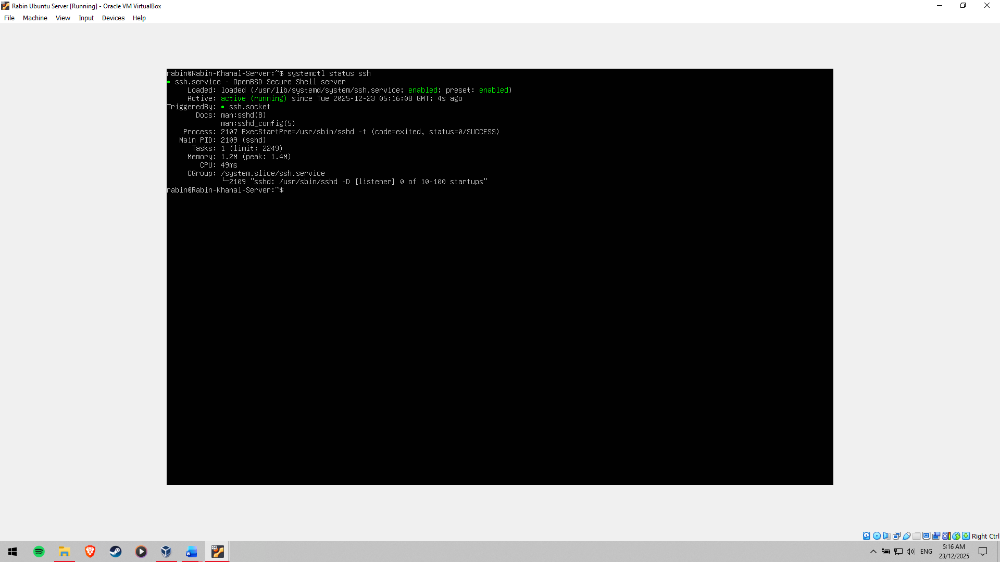 Rabin Ubuntu Server [Running] - Oracle VM VirtualBox
File Machine View Input Devices Help
rabin@Rabin-Khanal-Server:~$ systemctl status ssh
● ssh.service - OpenBSD Secure Shell server
Loaded: loaded (/usr/lib/systemd/system/ssh.service; enabled; preset: enabled)
Active: active (running) since Tue 2025-12-23 05:16:08 GMT; 4s ago
TriggeredBy: ● ssh.socket
Docs: man:sshd(8)
man:sshd_config(5)
Process: 2107 ExecStartPre=/usr/sbin/sshd -t (code=exited, status=0/SUCCESS)
Main PID: 2109 (sshd)
Tasks: 1 (limit: 2249)
Memory: 1.2M (peak: 1.4M)
CPU: 49ms
CGroup: /system.slice/ssh.service
└─2109 "sshd: /usr/sbin/sshd -D [listener] 0 of 10-100 startups"
rabin@Rabin-Khanal-Server:~$
Right Ctrl
ENG
5:16 AM
23/12/2025